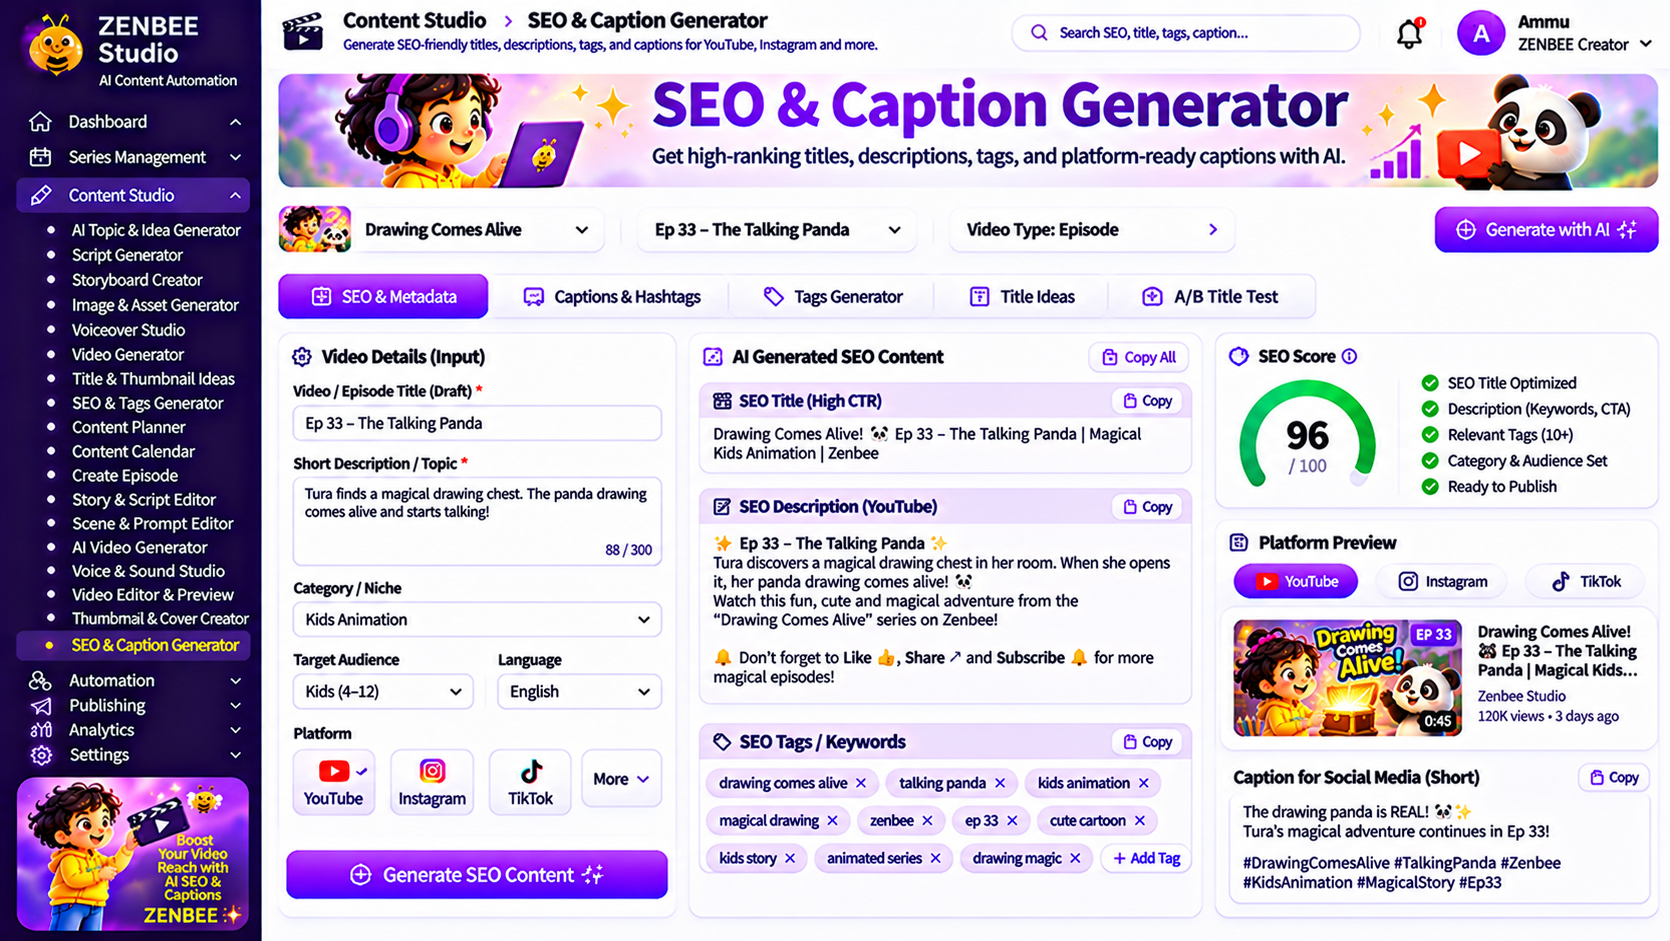 ZENBEE
Studio
AI Content Automation
Dashboard
Series Management
Content Studio
AI Topic & Idea Generator
Script Generator
Storyboard Creator
Image & Asset Generator
Voiceover Studio
Video Generator
Title & Thumbnail Ideas
SEO & Tags Generator
Content Planner
Content Calendar
Create Episode
Story & Script Editor
Scene & Prompt Editor
AI Video Generator
Voice & Sound Studio
Video Editor & Preview
Thumbmail & Cover Creator
SEO & Caption Generator
Automation
Publishing
Analytics
Settings
Boost
Your Video
Reach with
AI SEO &
Captions
ZENBEE
Content Studio > SEO & Caption Generator
Generate SEO-friendly titles, descriptions, tags, and captions for YouTube, Instagram and more.
Search SEO, title, tags, caption...
A
Ammu
ZENBEE Creator
SEO & Caption Generator
Get high-ranking titles, descriptions, tags, and platform-ready captions with AI.
Drawing Comes Alive
Ep 33 – The Talking Panda
Video Type: Episode
Generate with AI
SEO & Metadata
Captions & Hashtags
Tags Generator
Title Ideas
A/B Title Test
Video Details (Input)
Video / Episode Title (Draft) *
Ep 33 – The Talking Panda
Short Description / Topic *
Tura finds a magical drawing chest. The panda drawing
comes alive and starts talking!
88 / 300
Category / Niche
Kids Animation
Target Audience
Language
Kids (4–12)
English
Platform
YouTube
Instagram
TikTok
More
Generate SEO Content
AI Generated SEO Content
Copy All
SEO Title (High CTR)
Copy
Drawing Comes Alive! 🐼 Ep 33 – The Talking Panda | Magical
Kids Animation | Zenbee
SEO Description (YouTube)
Copy
✨ Ep 33 – The Talking Panda ✨
Tura discovers a magical drawing chest in her room. When she opens
it, her panda drawing comes alive! 🐼
Watch this fun, cute and magical adventure from the
“Drawing Comes Alive” series on Zenbee!
🔔 Don’t forget to Like 👍, Share ↗ and Subscribe 🔔 for more
magical episodes!
SEO Tags / Keywords
Copy
drawing comes alive ×
talking panda ×
kids animation ×
magical drawing ×
zenbee ×
ep 33 ×
cute cartoon ×
kids story ×
animated series ×
drawing magic ×
+ Add Tag
SEO Score
96
/ 100
SEO Title Optimized
Description (Keywords, CTA)
Relevant Tags (10+)
Category & Audience Set
Ready to Publish
Platform Preview
YouTube
Instagram
TikTok
Drawing
Comes
Alive!
EP 33
0:45
Drawing Comes Alive!
🐼 Ep 33 – The Talking
Panda | Magical Kids...
Zenbee Studio
120K views • 3 days ago
Caption for Social Media (Short)
Copy
The drawing panda is REAL! 🐼✨
Tura’s magical adventure continues in Ep 33!
#DrawingComesAlive #TalkingPanda #Zenbee
#KidsAnimation #MagicalStory #Ep33